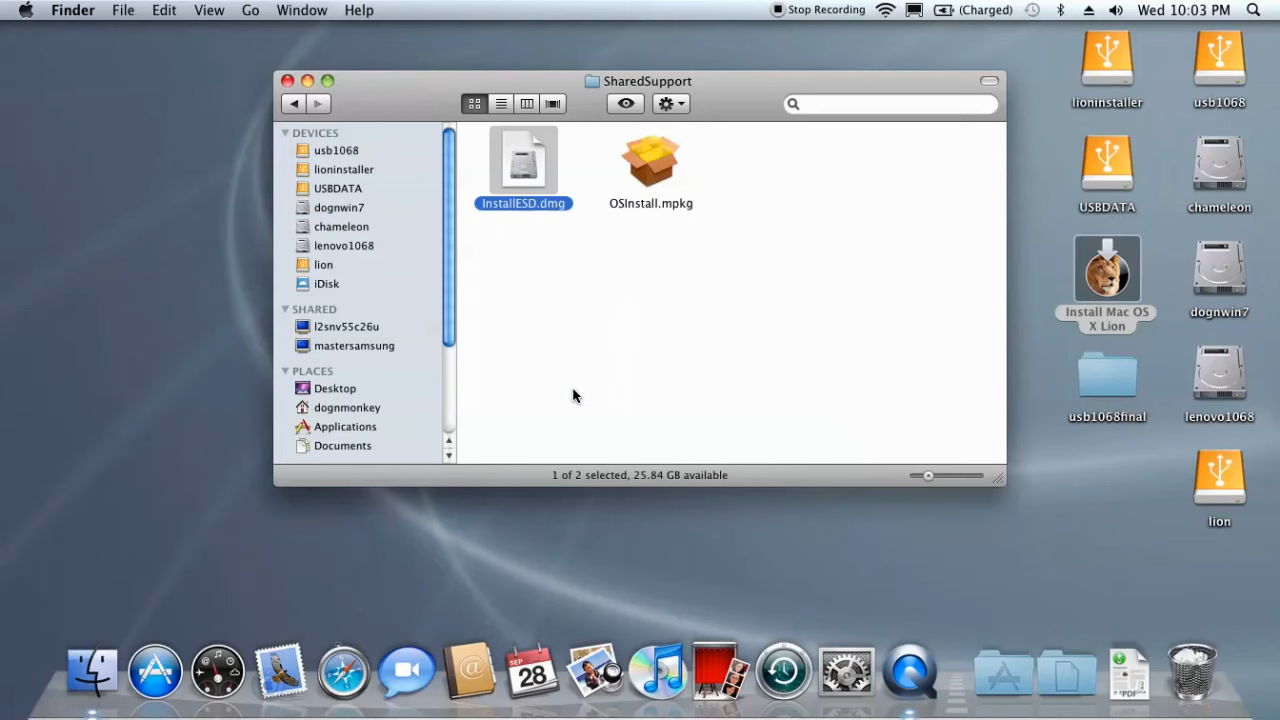 Finder File Edit View Go Window Help
Stop Recording (Charged) Wed 10:03 PM
SharedSupport
DEVICES
usb1068
lioninstaller
USBDATA
dognwin7
chameleon
lenovo1068
lion
iDisk
SHARED
l2snv55c26u
mastersamsung
PLACES
Desktop
dognmonkey
Applications
Documents
InstallESD.dmg
OSInstall.mpkg
1 of 2 selected, 25.84 GB available
lioninstaller
usb1068
USBDATA
chameleon
Install Mac OS
X Lion
dognwin7
usb1068final
lenovo1068
lion
SEP
28
PDF